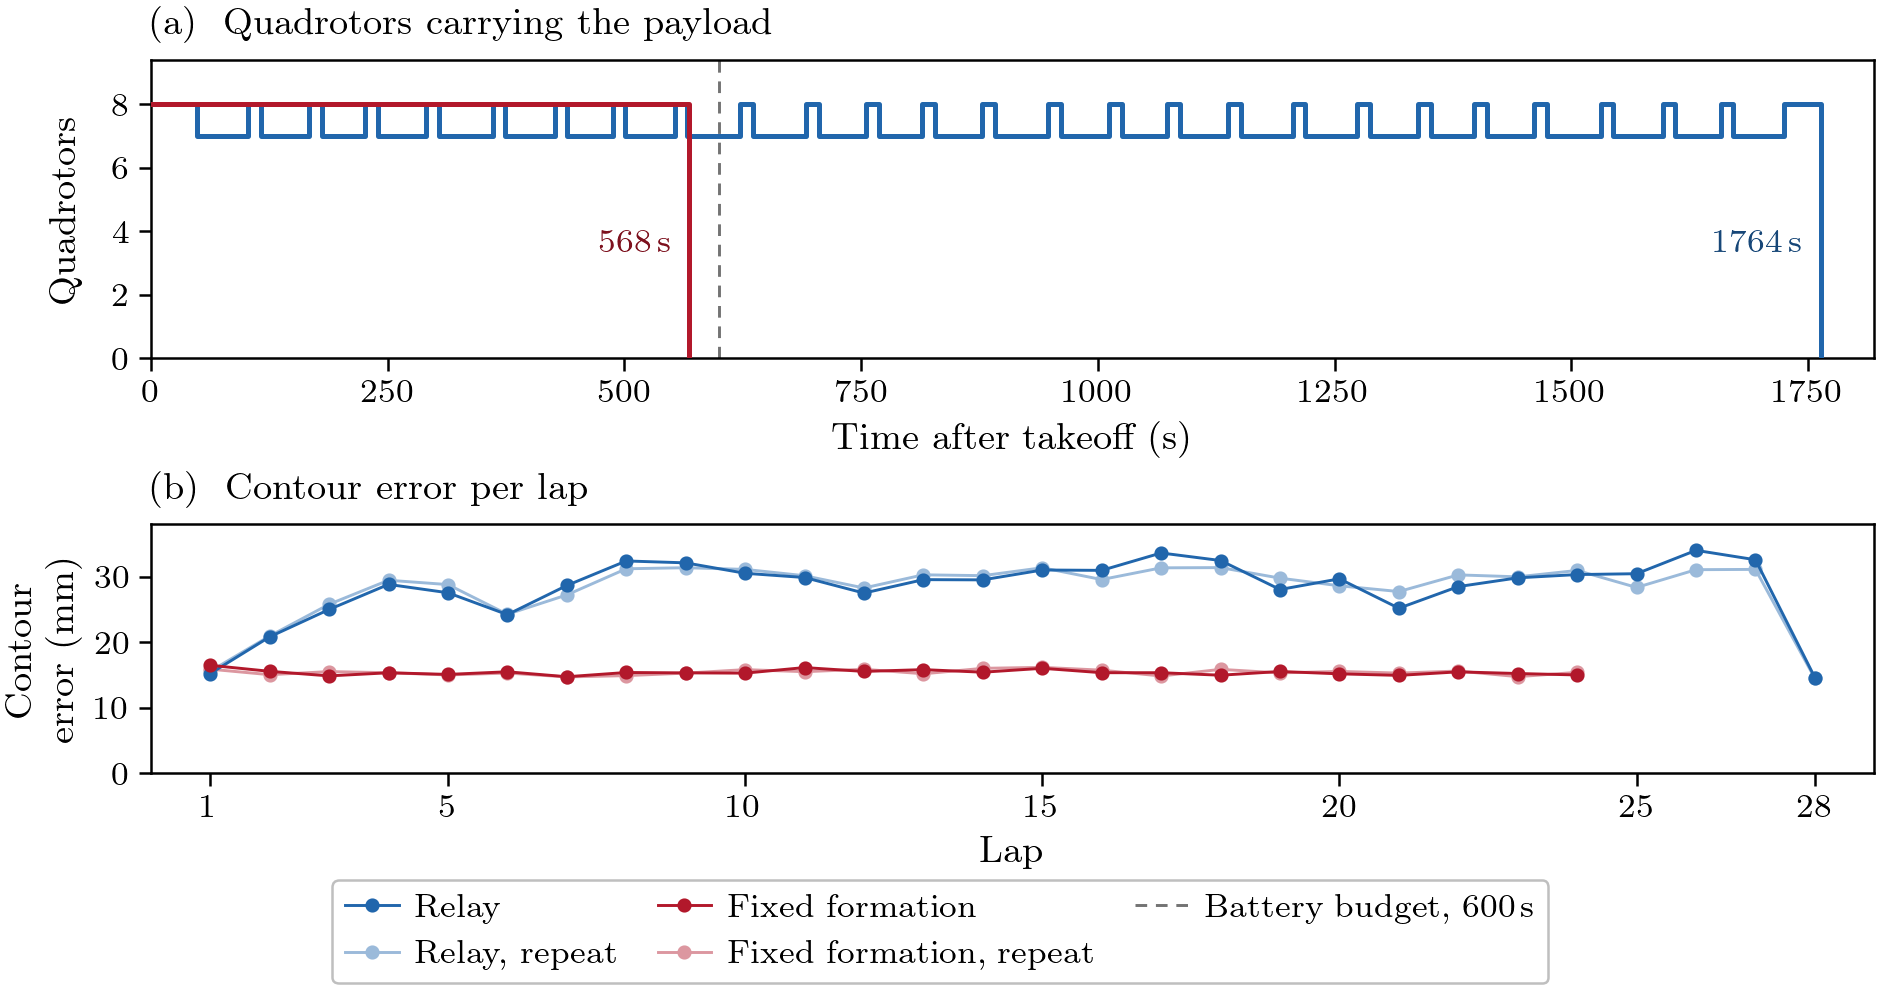 (a) Quadrotors carrying the payload
8
6
4
2
0
Quadrotors
568 s
1764 s
0 250 500 750 1000 1250 1500 1750
Time after takeoff (s)
(b) Contour error per lap
30
20
10
0
Contour
error (mm)
1 5 10 15 20 25 28
Lap
Relay Fixed formation Battery budget, 600 s
Relay, repeat Fixed formation, repeat